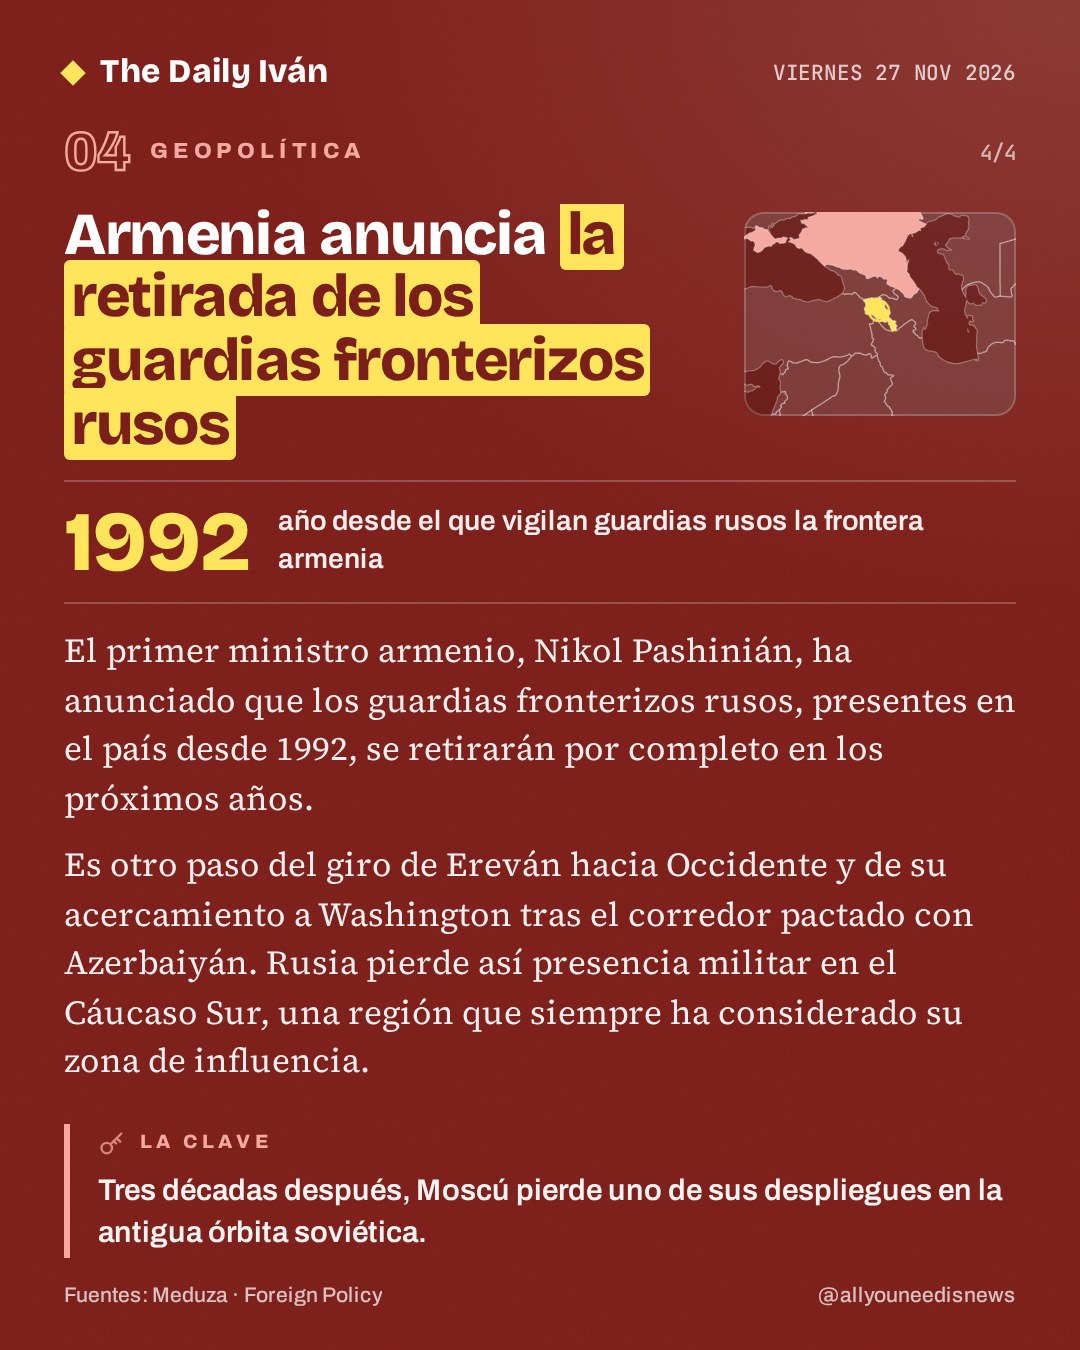 The Daily Iván
VIERNES 27 NOV 2026
04 GEOPOLÍTICA
4/4
Armenia anuncia la
retirada de los
guardias fronterizos
rusos
1992
año desde el que vigilan guardias rusos la frontera
armenia
El primer ministro armenio, Nikol Pashinián, ha
anunciado que los guardias fronterizos rusos, presentes en
el país desde 1992, se retirarán por completo en los
próximos años.
Es otro paso del giro de Ereván hacia Occidente y de su
acercamiento a Washington tras el corredor pactado con
Azerbaiyán. Rusia pierde así presencia militar en el
Cáucaso Sur, una región que siempre ha considerado su
zona de influencia.
LA CLAVE
Tres décadas después, Moscú pierde uno de sus despliegues en la
antigua órbita soviética.
Fuentes: Meduza · Foreign Policy
@allyouneedisnews